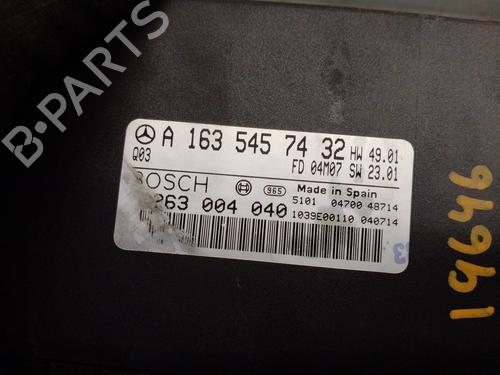 A 163 545 74 32 HW 49.01
Q03 FD 04M07 SW 23.01
BOSCH 965 Made in Spain
263 004 040 5101 04700 48714
1039E00110 040714
19646
B-PARTS